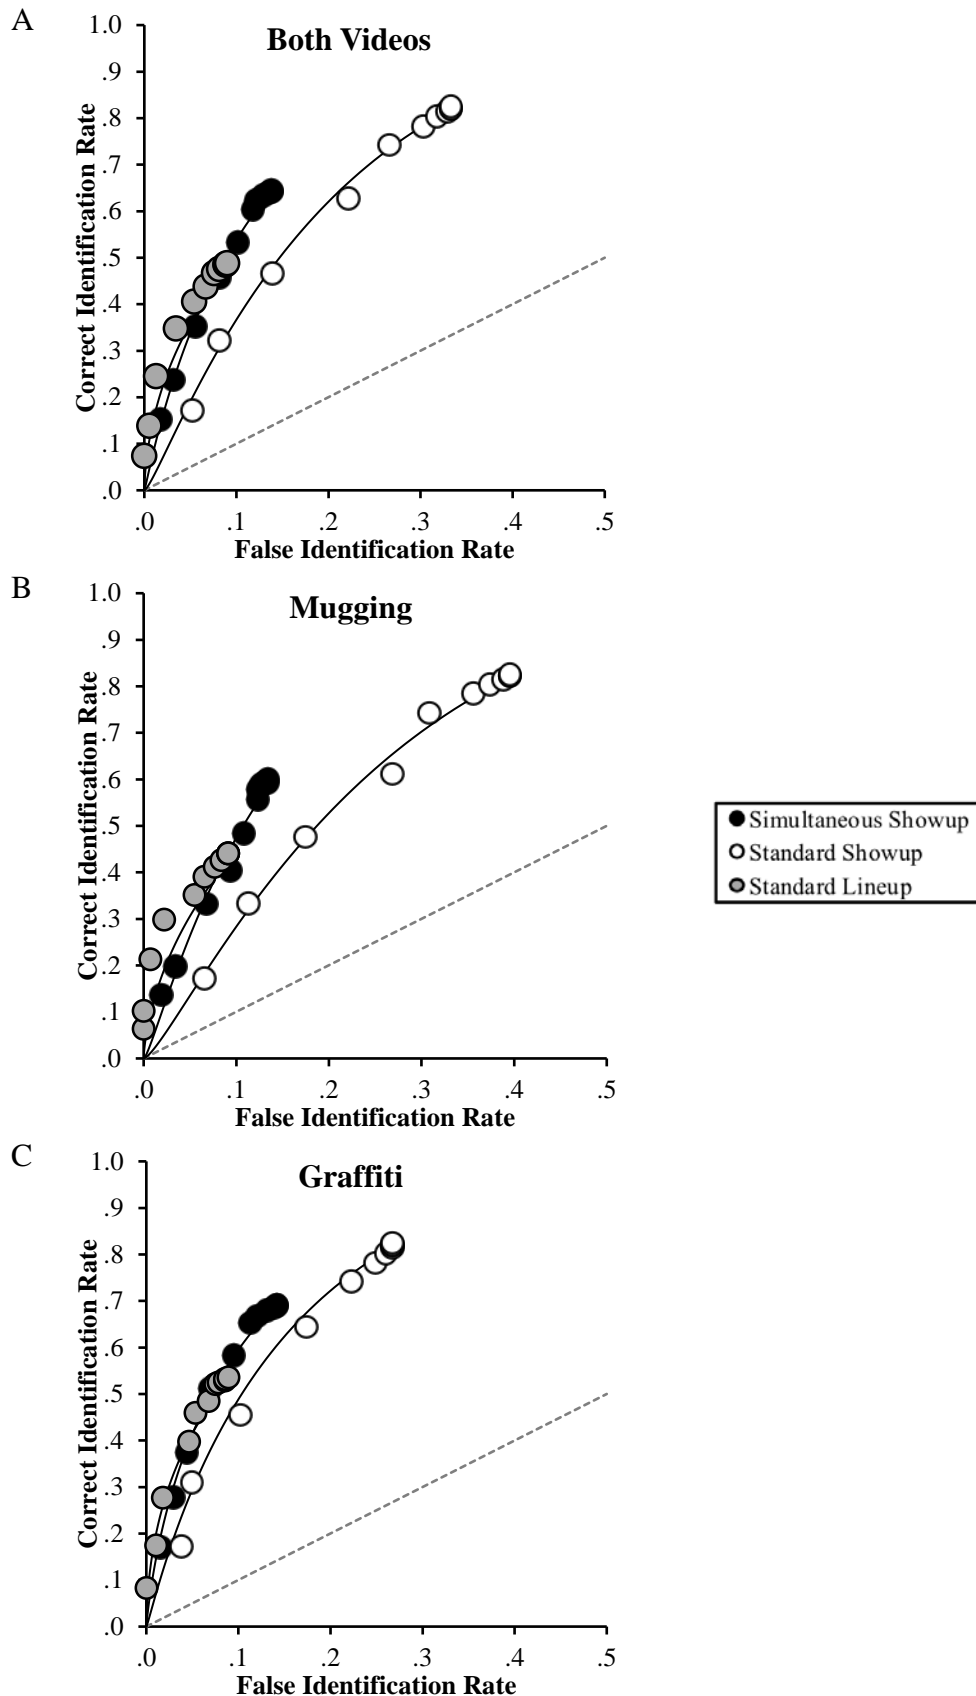 A
Both Videos
1.0
.9
.8
.7
.6
.5
.4
.3
.2
.1
.0
Correct Identification Rate
.0 .1 .2 .3 .4 .5
False Identification Rate
B
Mugging
1.0
.9
.8
.7
.6
.5
.4
.3
.2
.1
.0
Correct Identification Rate
.0 .1 .2 .3 .4 .5
False Identification Rate
Simultaneous Showup
Standard Showup
Standard Lineup
C
Graffiti
1.0
.9
.8
.7
.6
.5
.4
.3
.2
.1
.0
Correct Identification Rate
.0 .1 .2 .3 .4 .5
False Identification Rate